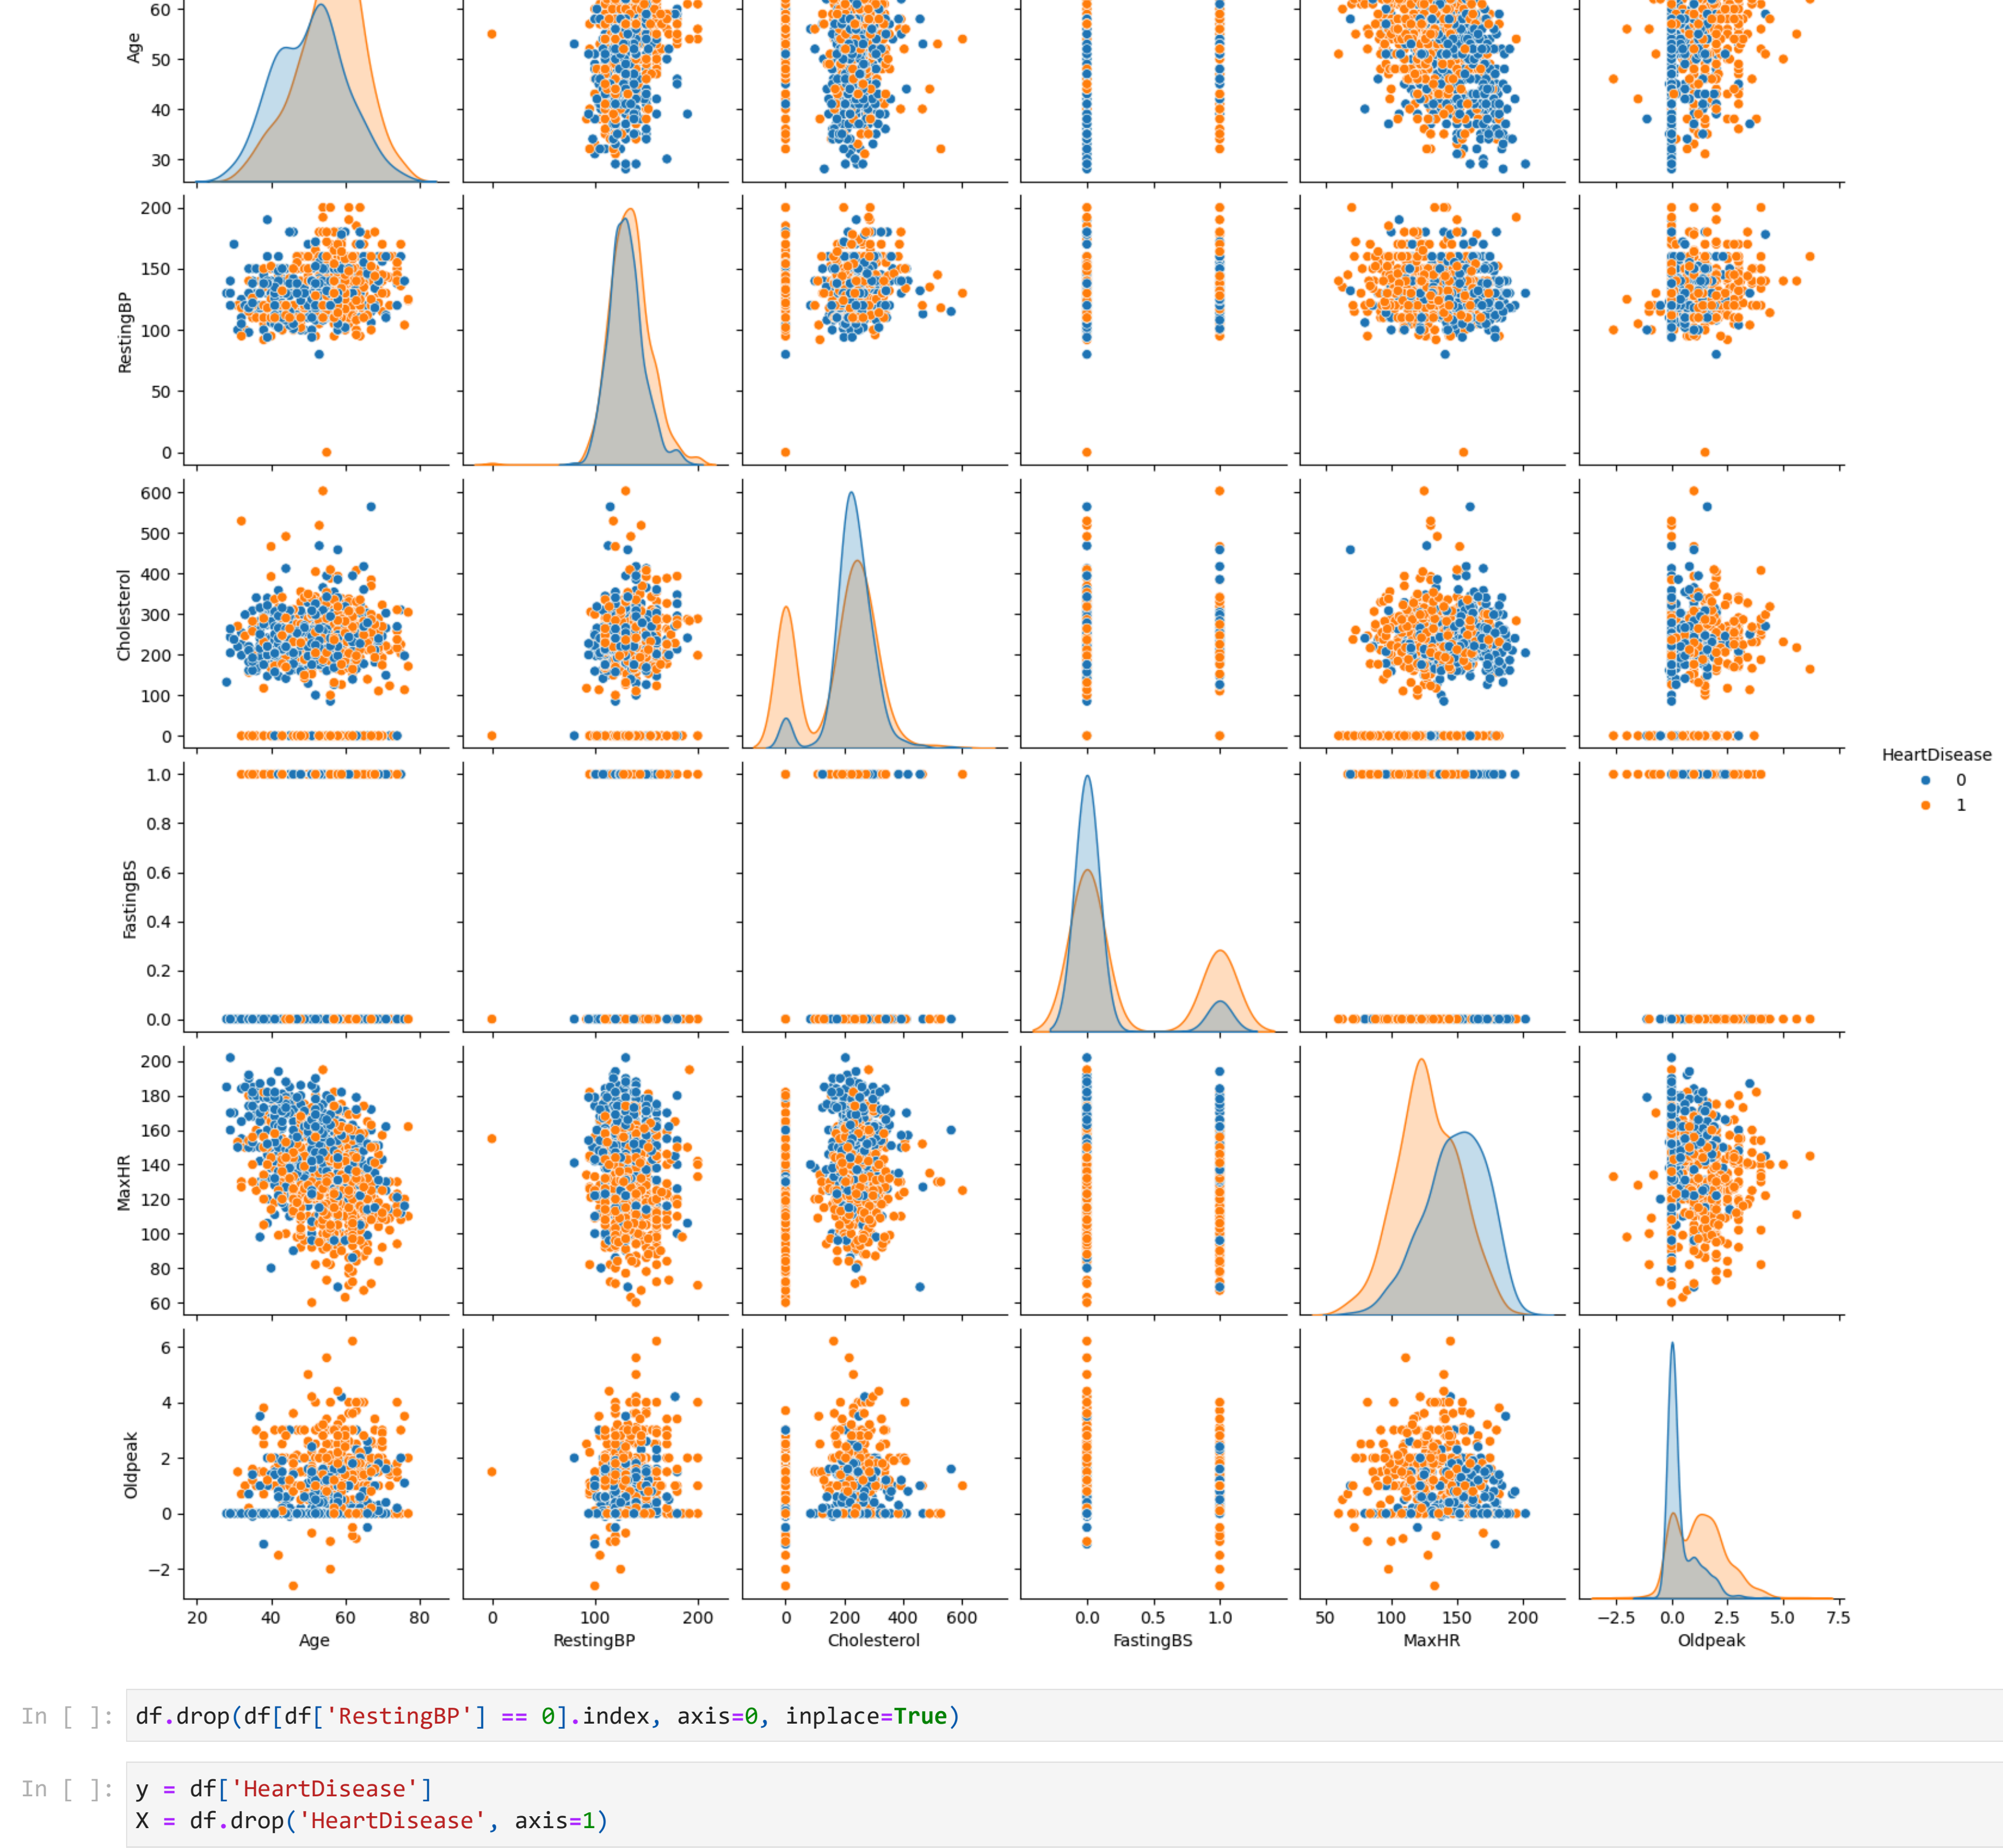 60
50
40
30
Age
20
40
60
80
200
150
100
50
0
RestingBP
600
500
400
300
200
100
0
Cholesterol
HeartDisease
0
1
1.0
0.8
0.6
0.4
0.2
0.0
FastingBS
200
180
160
140
120
100
80
60
MaxHR
6
4
2
0
−2
Oldpeak
20 40 60 80
0 100 200
0 200 400 600
0.0 0.5 1.0
50 100 150 200
−2.5 0.0 2.5 5.0 7.5
Age
RestingBP
Cholesterol
FastingBS
MaxHR
Oldpeak
In [ ]: df.drop(df[df['RestingBP'] == 0].index, axis=0, inplace=True)
In [ ]: y = df['HeartDisease']
X = df.drop('HeartDisease', axis=1)